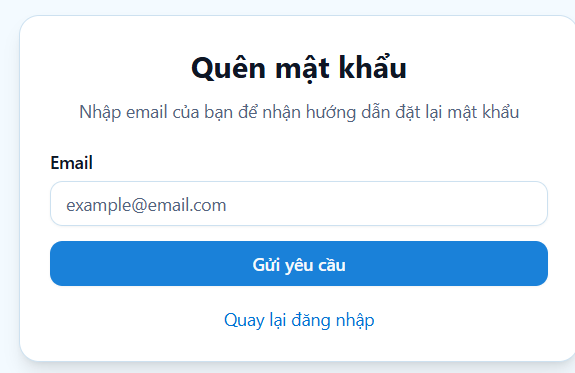 Quên mật khẩu
Nhập email của bạn để nhận hướng dẫn đặt lại mật khẩu
Email
example@email.com
Gửi yêu cầu
Quay lại đăng nhập